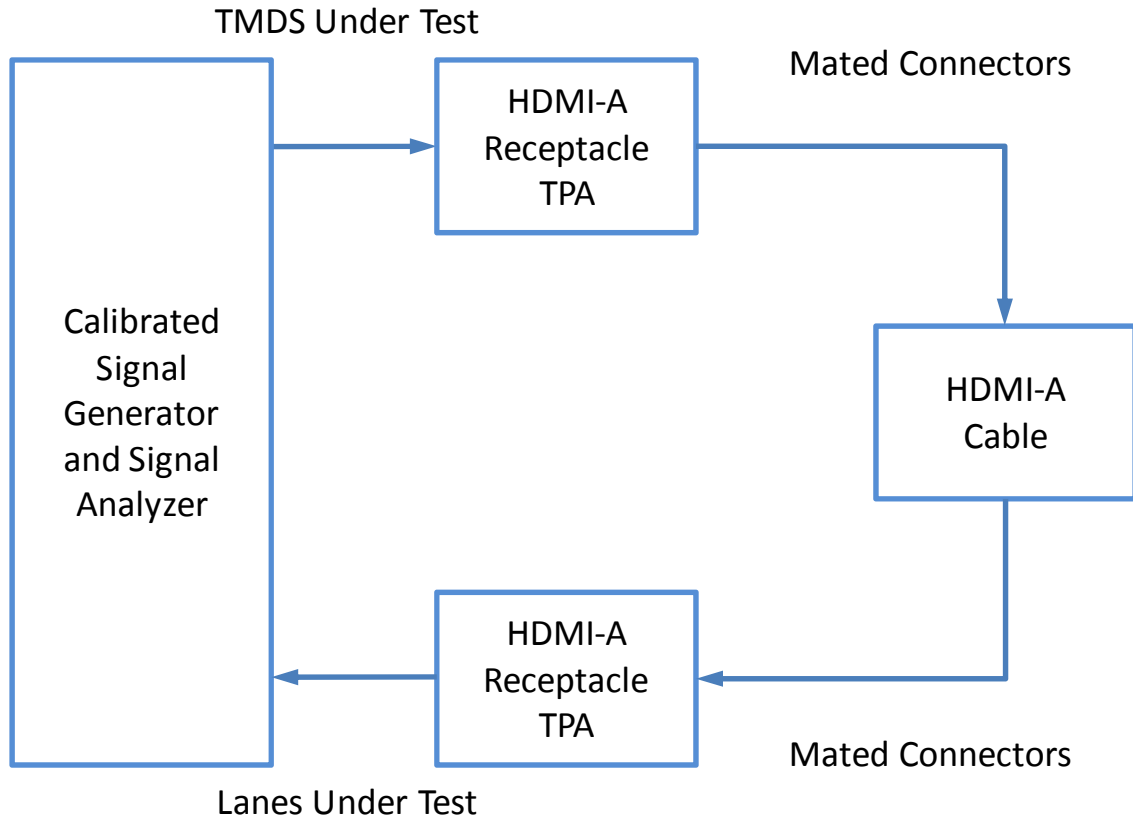 TMDS Under Test
HDMI-A
Receptacle
TPA
Mated Connectors
Calibrated
Signal
Generator
and Signal
Analyzer
HDMI-A
Cable
HDMI-A
Receptacle
TPA
Mated Connectors
Lanes Under Test